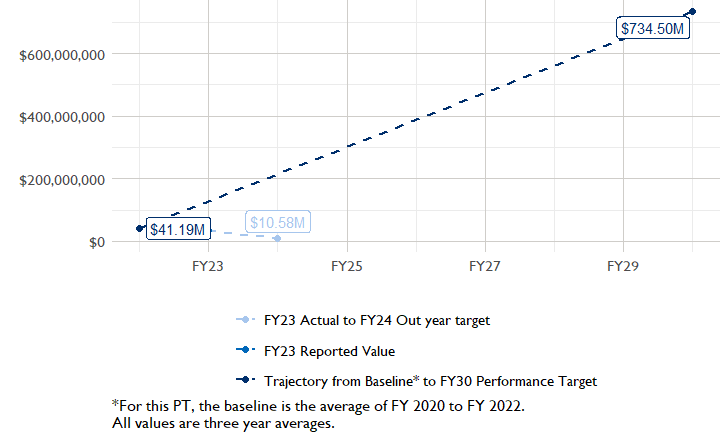 $734.50M
$600,000,000
$400,000,000
$200,000,000
$10.58M
$41.19M
$0
FY23 FY25 FY27 FY29
FY23 Actual to FY24 Out year target
FY23 Reported Value
Trajectory from Baseline* to FY30 Performance Target
*For this PT, the baseline is the average of FY 2020 to FY 2022.
All values are three year averages.